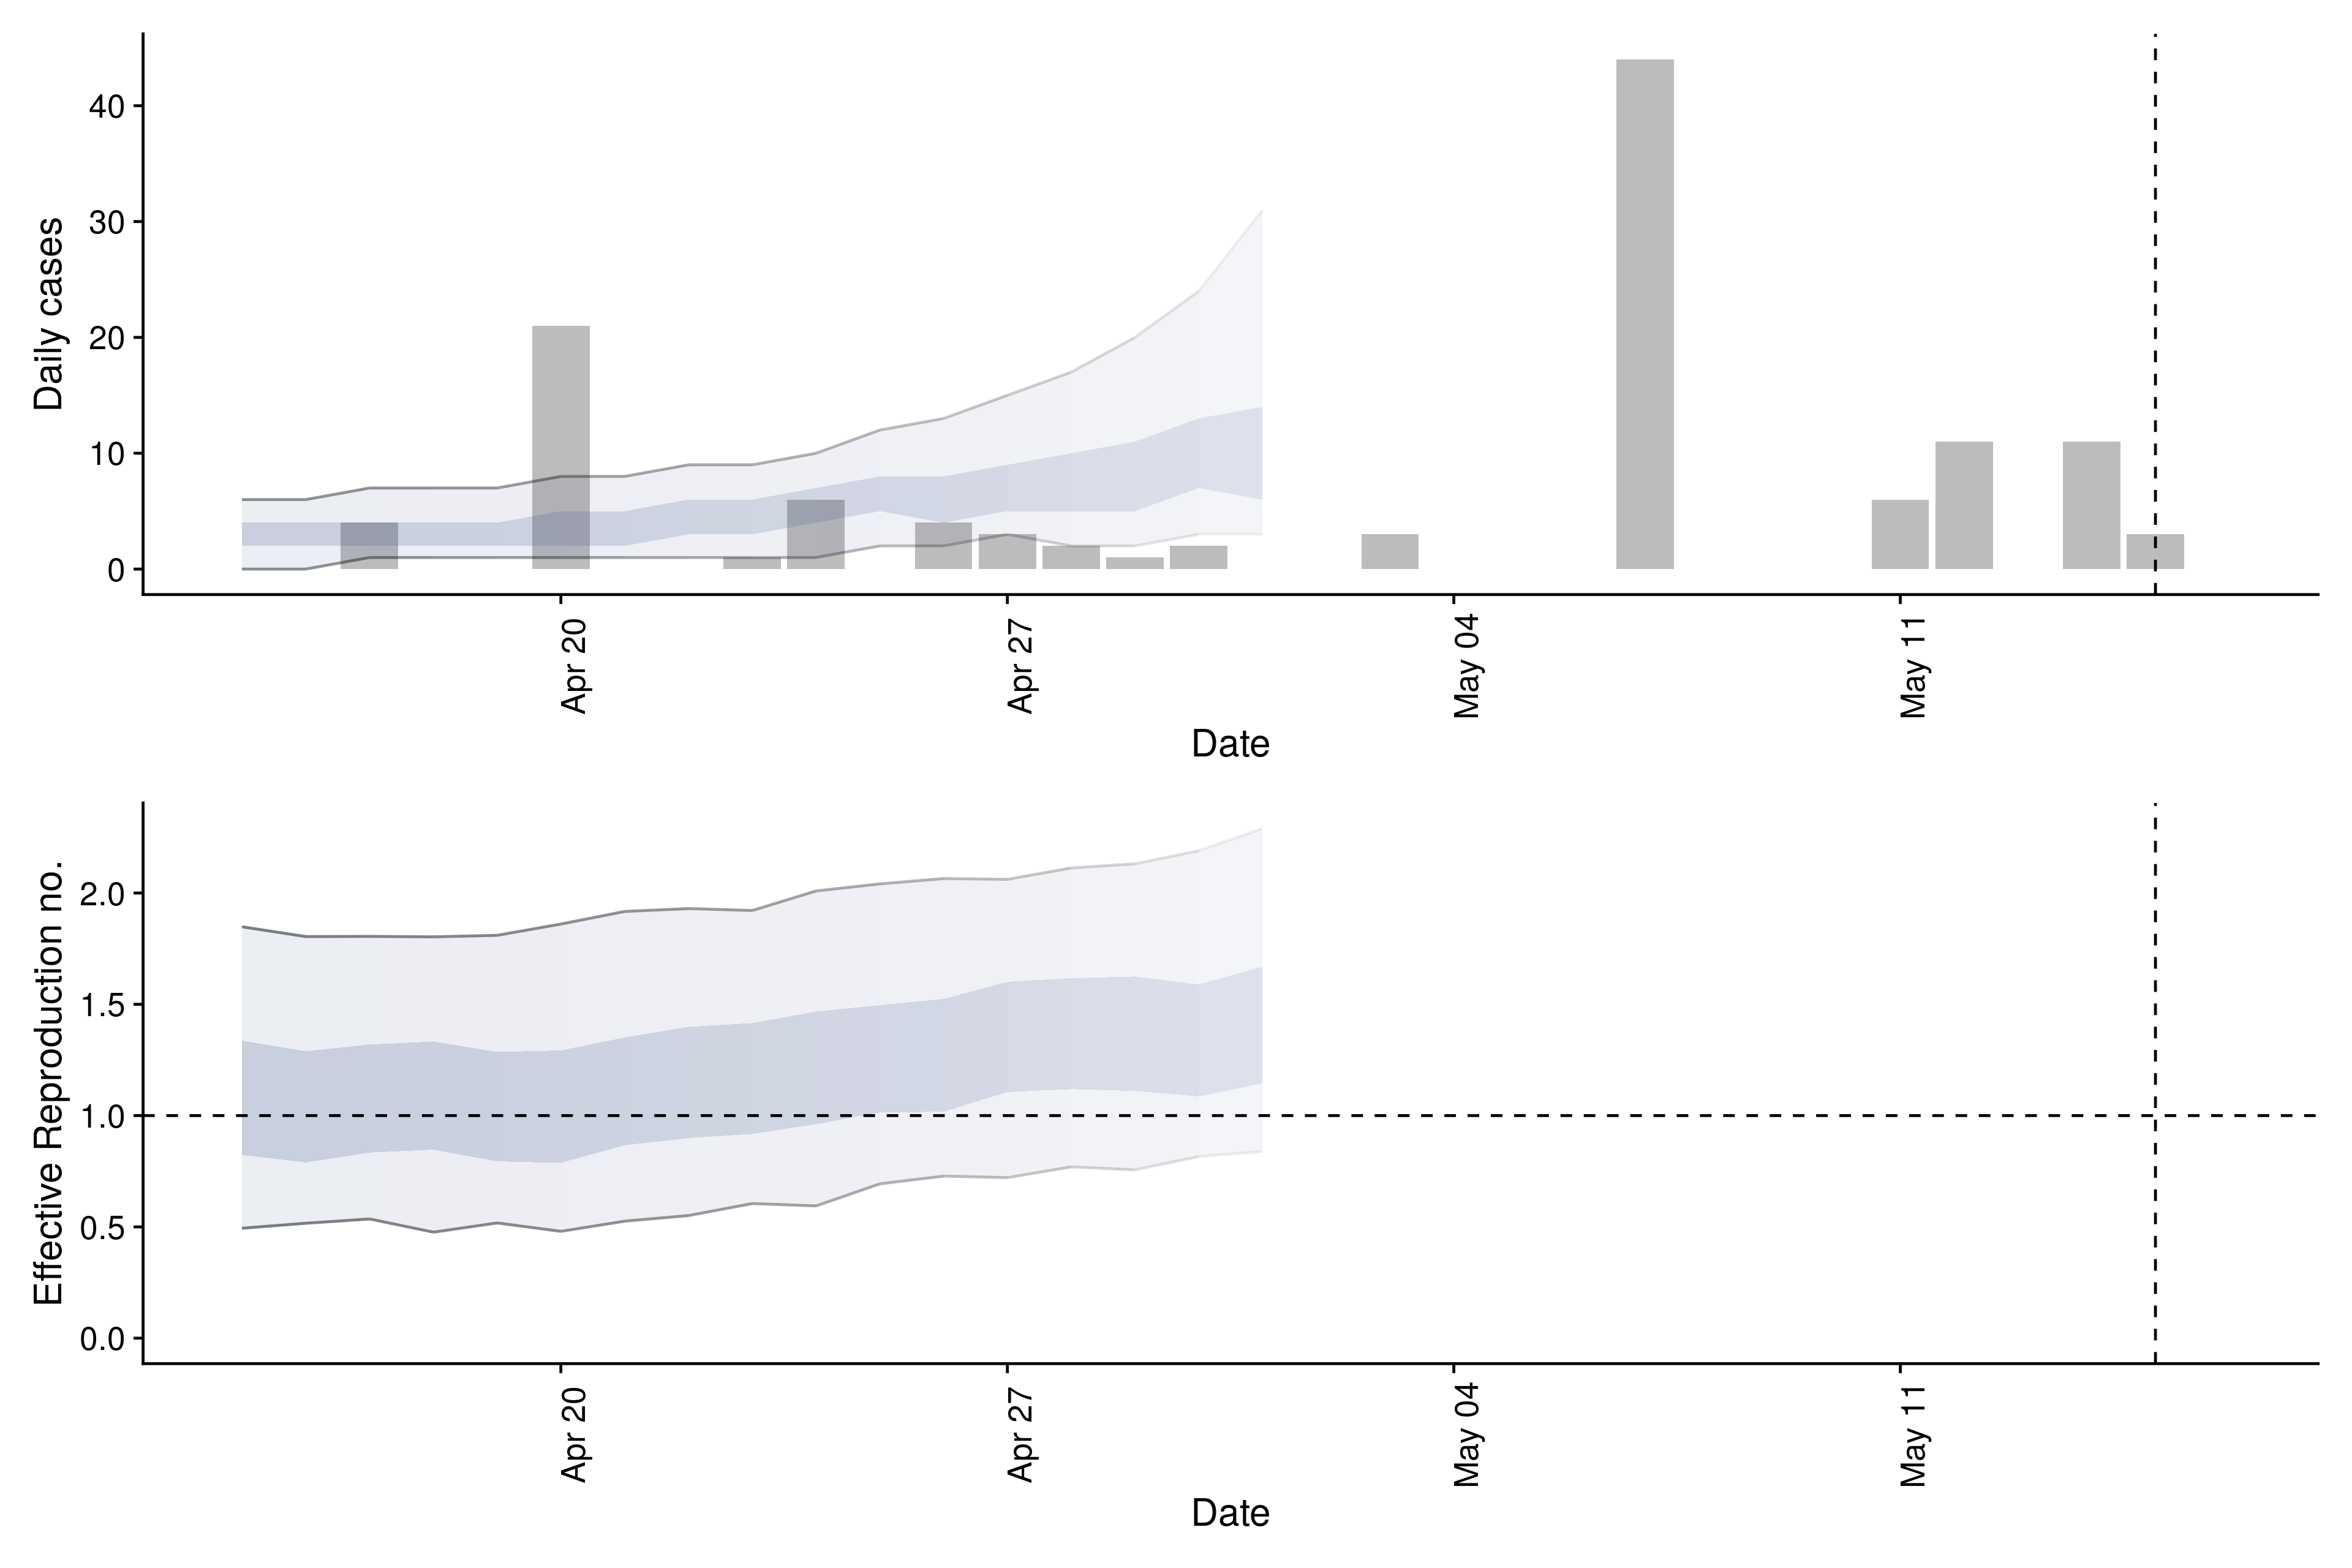 Daily cases
40
30
20
10
0
Apr 20
Apr 27
May 04
May 11
Date
Effective Reproduction no.
2.0
1.5
1.0
0.5
0.0
Apr 20
Apr 27
May 04
May 11
Date